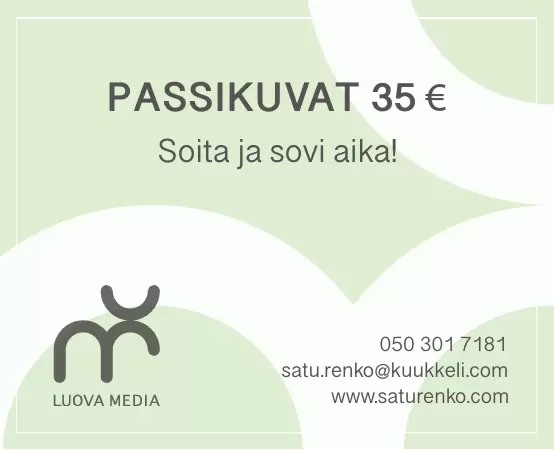 PASSIKUVAT 35 €
Soita ja sovi aika!
LUOVA MEDIA
050 301 7181
satu.renko@kuukkeli.com
www.saturenko.com